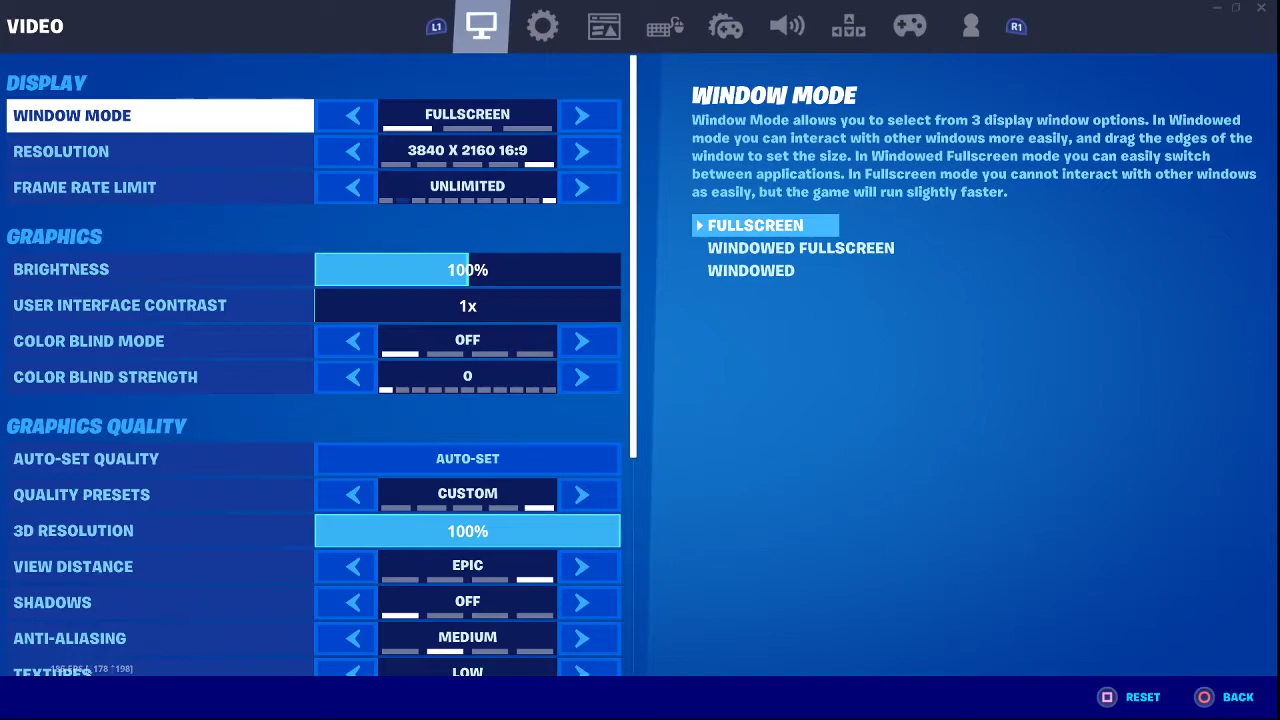 VIDEO
L1
R1
DISPLAY
WINDOW MODE
FULLSCREEN
RESOLUTION
3840 X 2160 16:9
FRAME RATE LIMIT
UNLIMITED
GRAPHICS
BRIGHTNESS
100%
USER INTERFACE CONTRAST
1x
COLOR BLIND MODE
OFF
COLOR BLIND STRENGTH
0
GRAPHICS QUALITY
AUTO-SET QUALITY
AUTO-SET
QUALITY PRESETS
CUSTOM
3D RESOLUTION
100%
VIEW DISTANCE
EPIC
SHADOWS
OFF
ANTI-ALIASING
MEDIUM
TEXTURES
LOW
WINDOW MODE
Window Mode allows you to select from 3 display window options. In Windowed
mode you can interact with other windows more easily, and drag the edges of the
window to set the size. In Windowed Fullscreen mode you can easily switch
between applications. In Fullscreen mode you cannot interact with other windows
as easily, but the game will run slightly faster.
FULLSCREEN
WINDOWED FULLSCREEN
WINDOWED
RESET
BACK